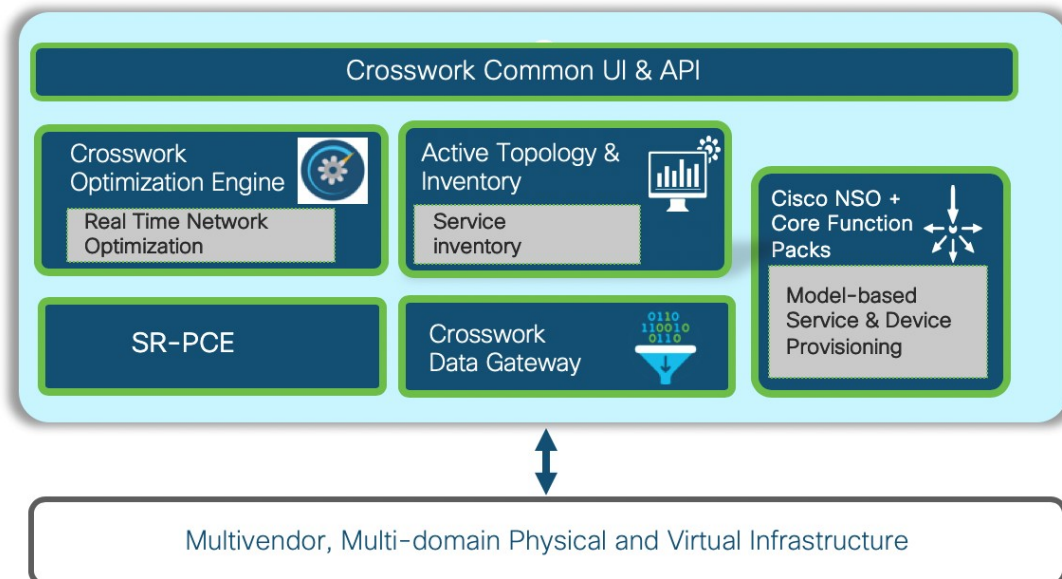 Crosswork Common UI & API
Crosswork
Optimization Engine
Real Time Network
Optimization
Active Topology &
Inventory
Service
inventory
Cisco NSO +
Core Function
Packs
Model-based
Service & Device
Provisioning
SR-PCE
Crosswork
Data Gateway
0110
110010
0110
Multivendor, Multi-domain Physical and Virtual Infrastructure